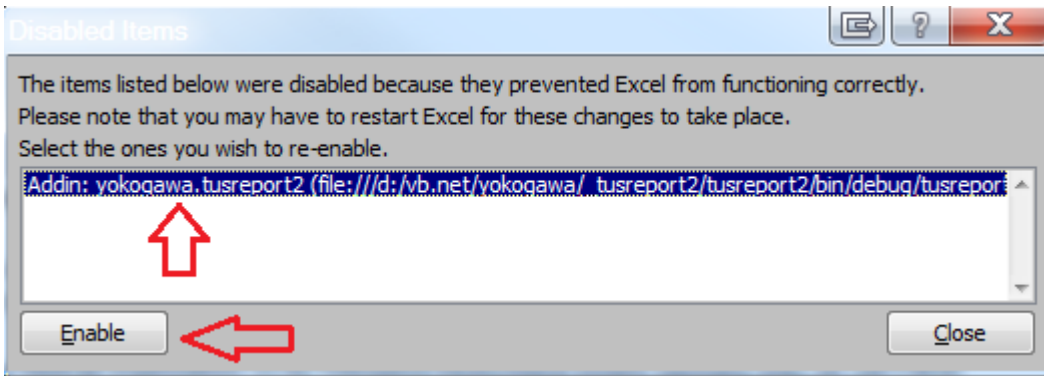 Disabled Items
The items listed below were disabled because they prevented Excel from functioning correctly.
Please note that you may have to restart Excel for these changes to take place.
Select the ones you wish to re-enable.
Addin: yokogawa.tusreport2 (file:///d:/vb.net/yokogawa/_tusreport2/tusreport2/bin/debug/tusrepor
Enable
Close